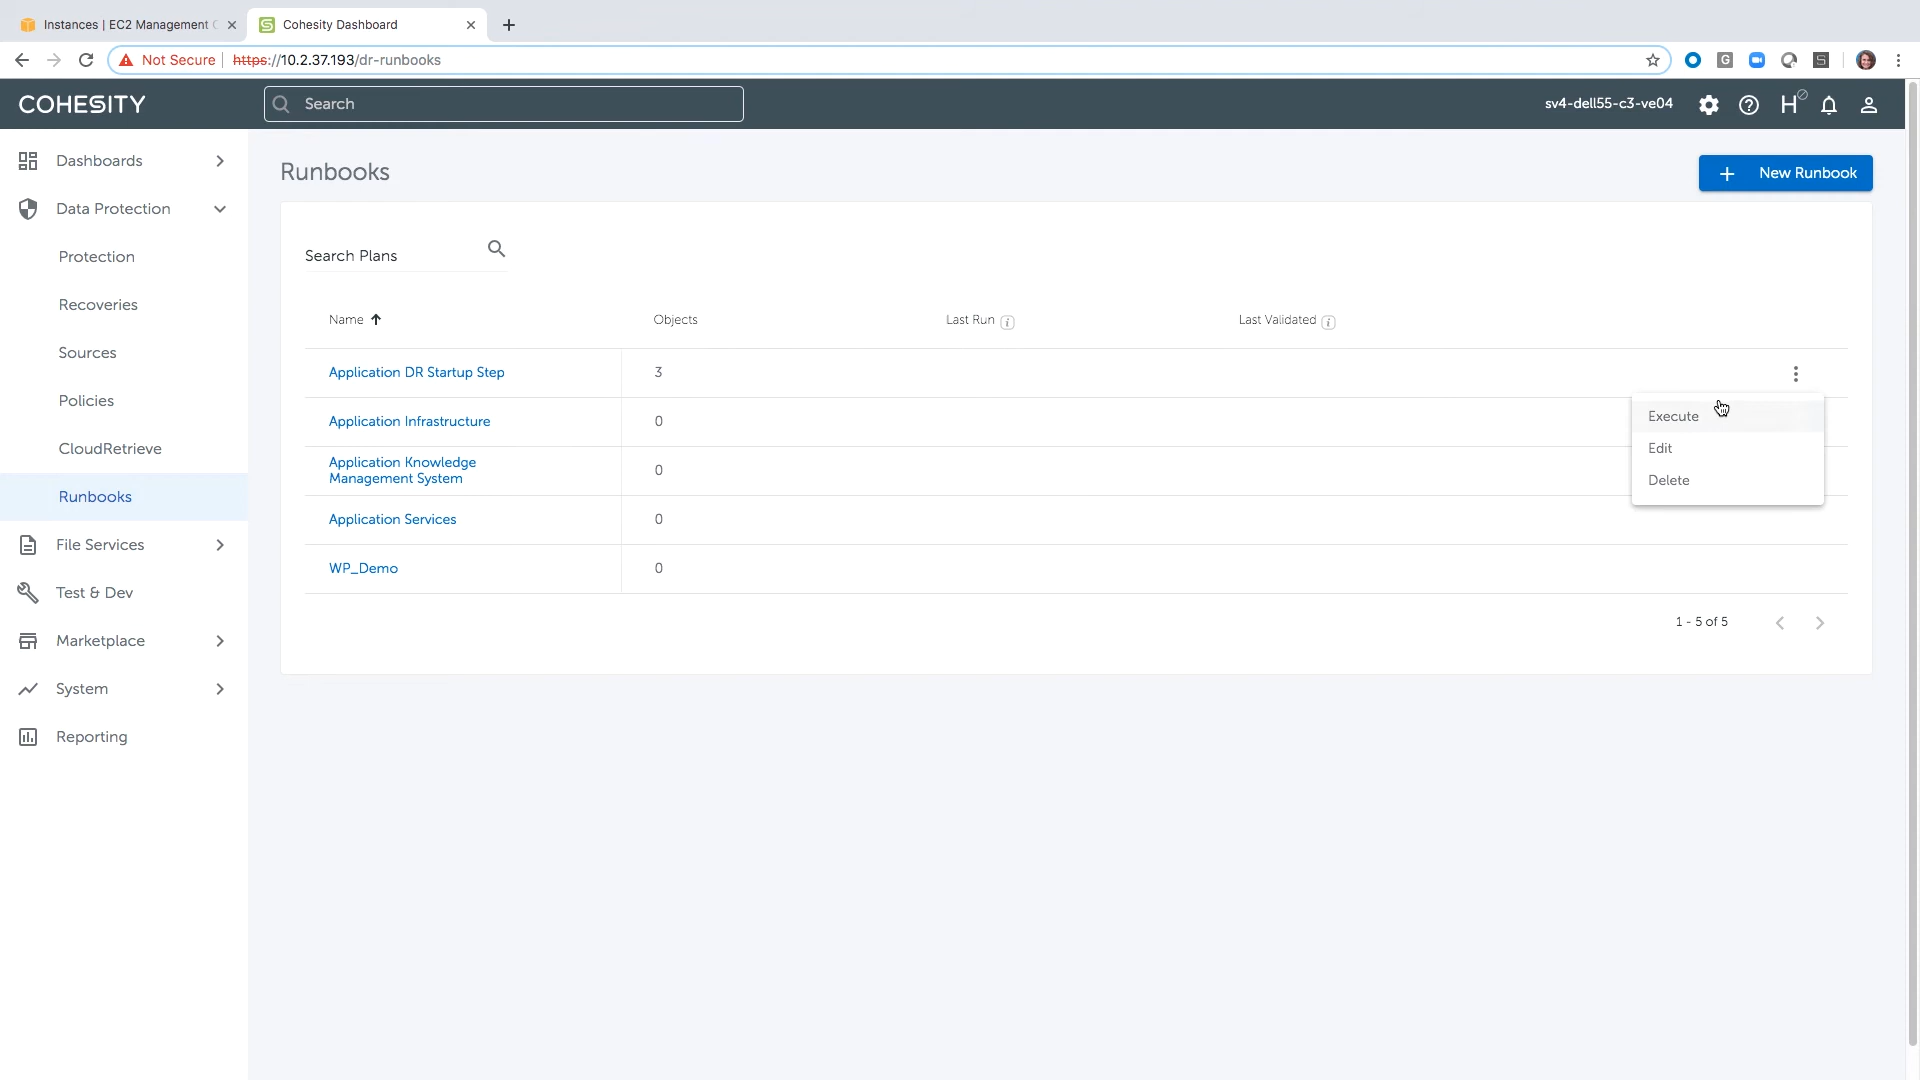 Instances | EC2 Management C
Cohesity Dashboard
Not Secure
https://10.2.37.193/dr-runbooks
G
S
COHESITY
Search
sv4-dell55-c3-ve04
H
Dashboards
Data Protection
Protection
Recoveries
Sources
Policies
CloudRetrieve
Runbooks
File Services
Test & Dev
Marketplace
System
Reporting
Runbooks
New Runbook
Search Plans
Name
Objects
Last Run
Last Validated
Application DR Startup Step
3
Execute
Edit
Delete
Application Infrastructure
0
Application Knowledge
Management System
0
Application Services
0
WP_Demo
0
1 - 5 of 5